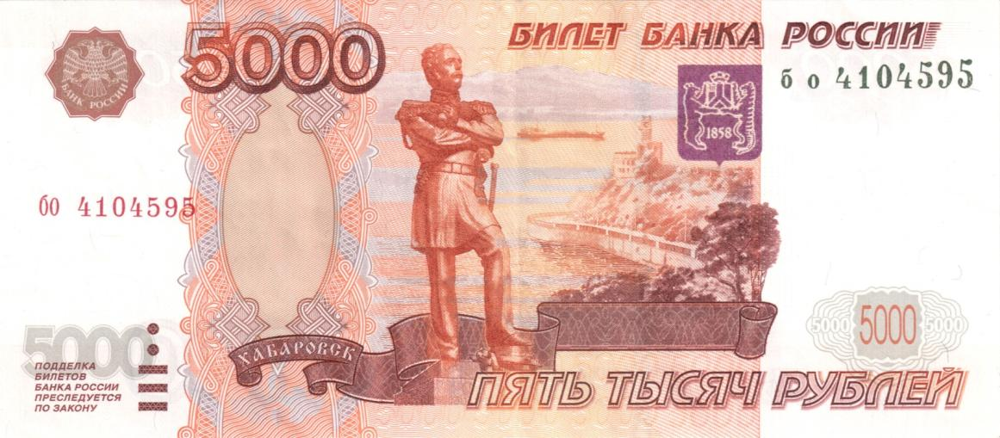 5000
БИЛЕТ БАНКА РОССИИ
БАНК РОССИИ
бо 4104595
1858
бо 4104595
5000
5000
5000
5000
ХАБАРОВСК
ПОДДЕЛКА
БИЛЕТОВ
БАНКА РОССИИ
ПРЕСЛЕДУЕТСЯ
ПО ЗАКОНУ
ПЯТЬ ТЫСЯЧ РУБЛЕЙ